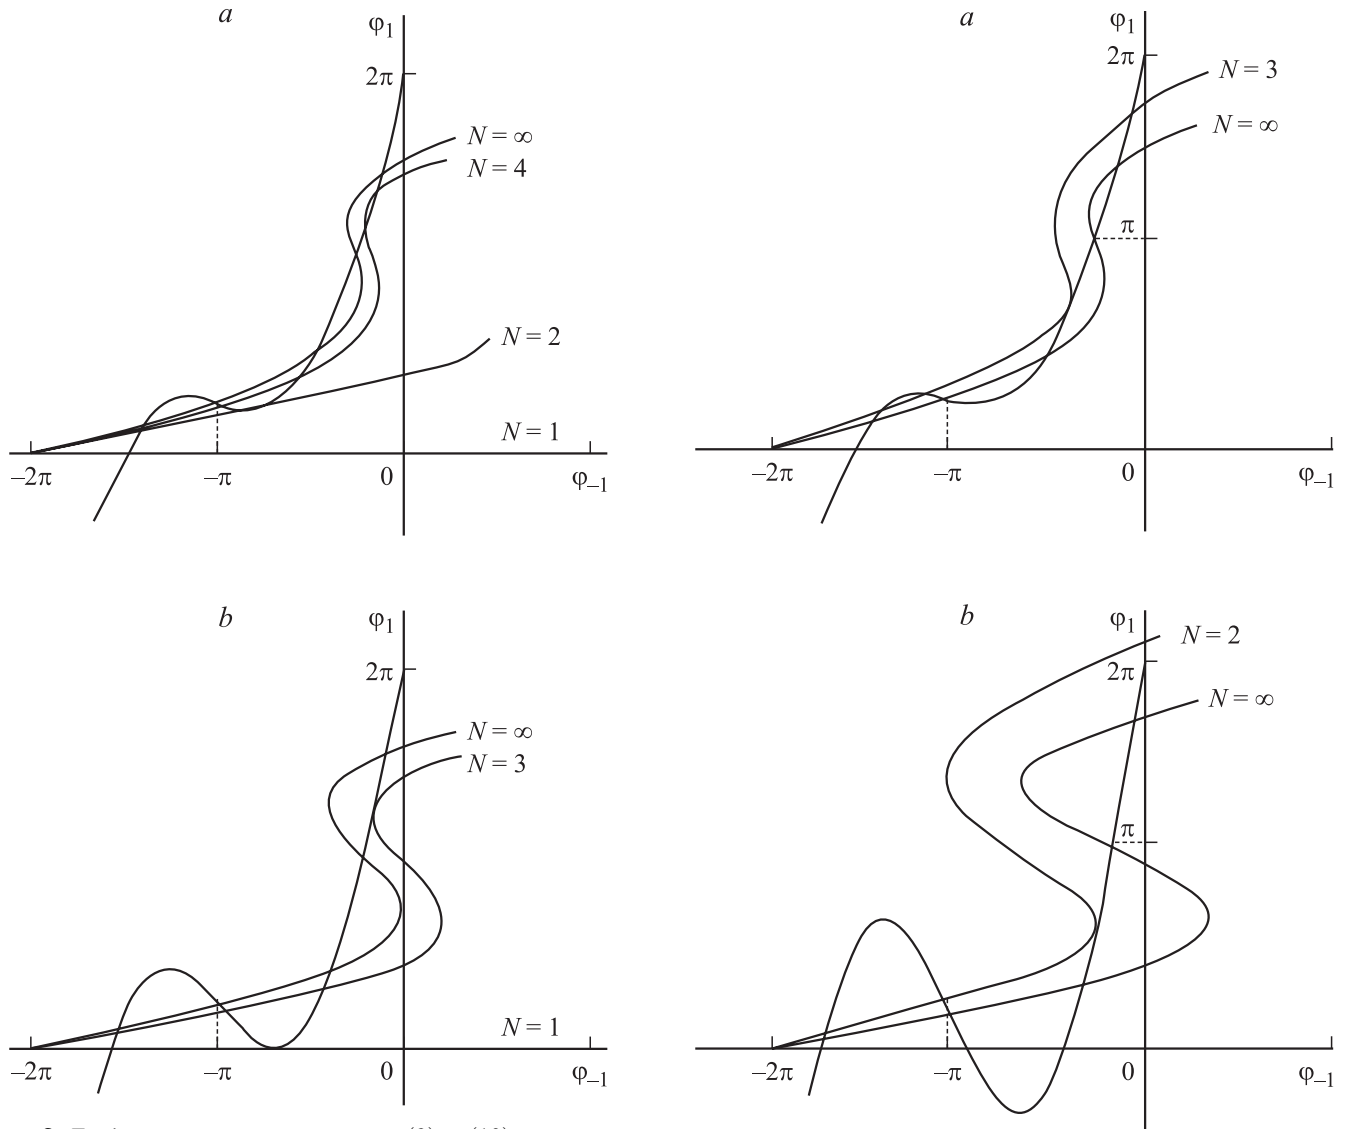 a
φ₁
2π
N = ∞
N = 4
N = 2
N = 1
–2π
–π
0
φ₋₁
a
φ₁
2π
N = 3
N = ∞
π
–2π
–π
0
φ₋₁
b
φ₁
2π
N = ∞
N = 3
N = 1
–2π
–π
0
φ₋₁
b
φ₁
N = 2
2π
N = ∞
π
–2π
–π
0
φ₋₁